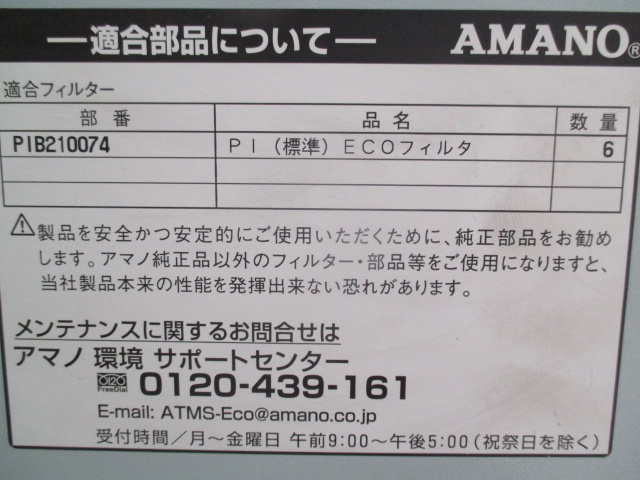 ―適合部品について― AMANO®
適合フィルター
部番 品名 数量
PIB210074 PI(標準)ECOフィルタ 6
⚠製品を安全かつ安定的にご使用いただくために、純正部品をお勧め
します。アマノ純正品以外のフィルター・部品等をご使用になりますと、
当社製品本来の性能を発揮出来ない恐れがあります。
メンテナンスに関するお問合せは
アマノ 環境 サポートセンター
0120 FreeDial 0120-439-161
E-mail: ATMS-Eco@amano.co.jp
受付時間/月~金曜日 午前9:00~午後5:00(祝祭日を除く)